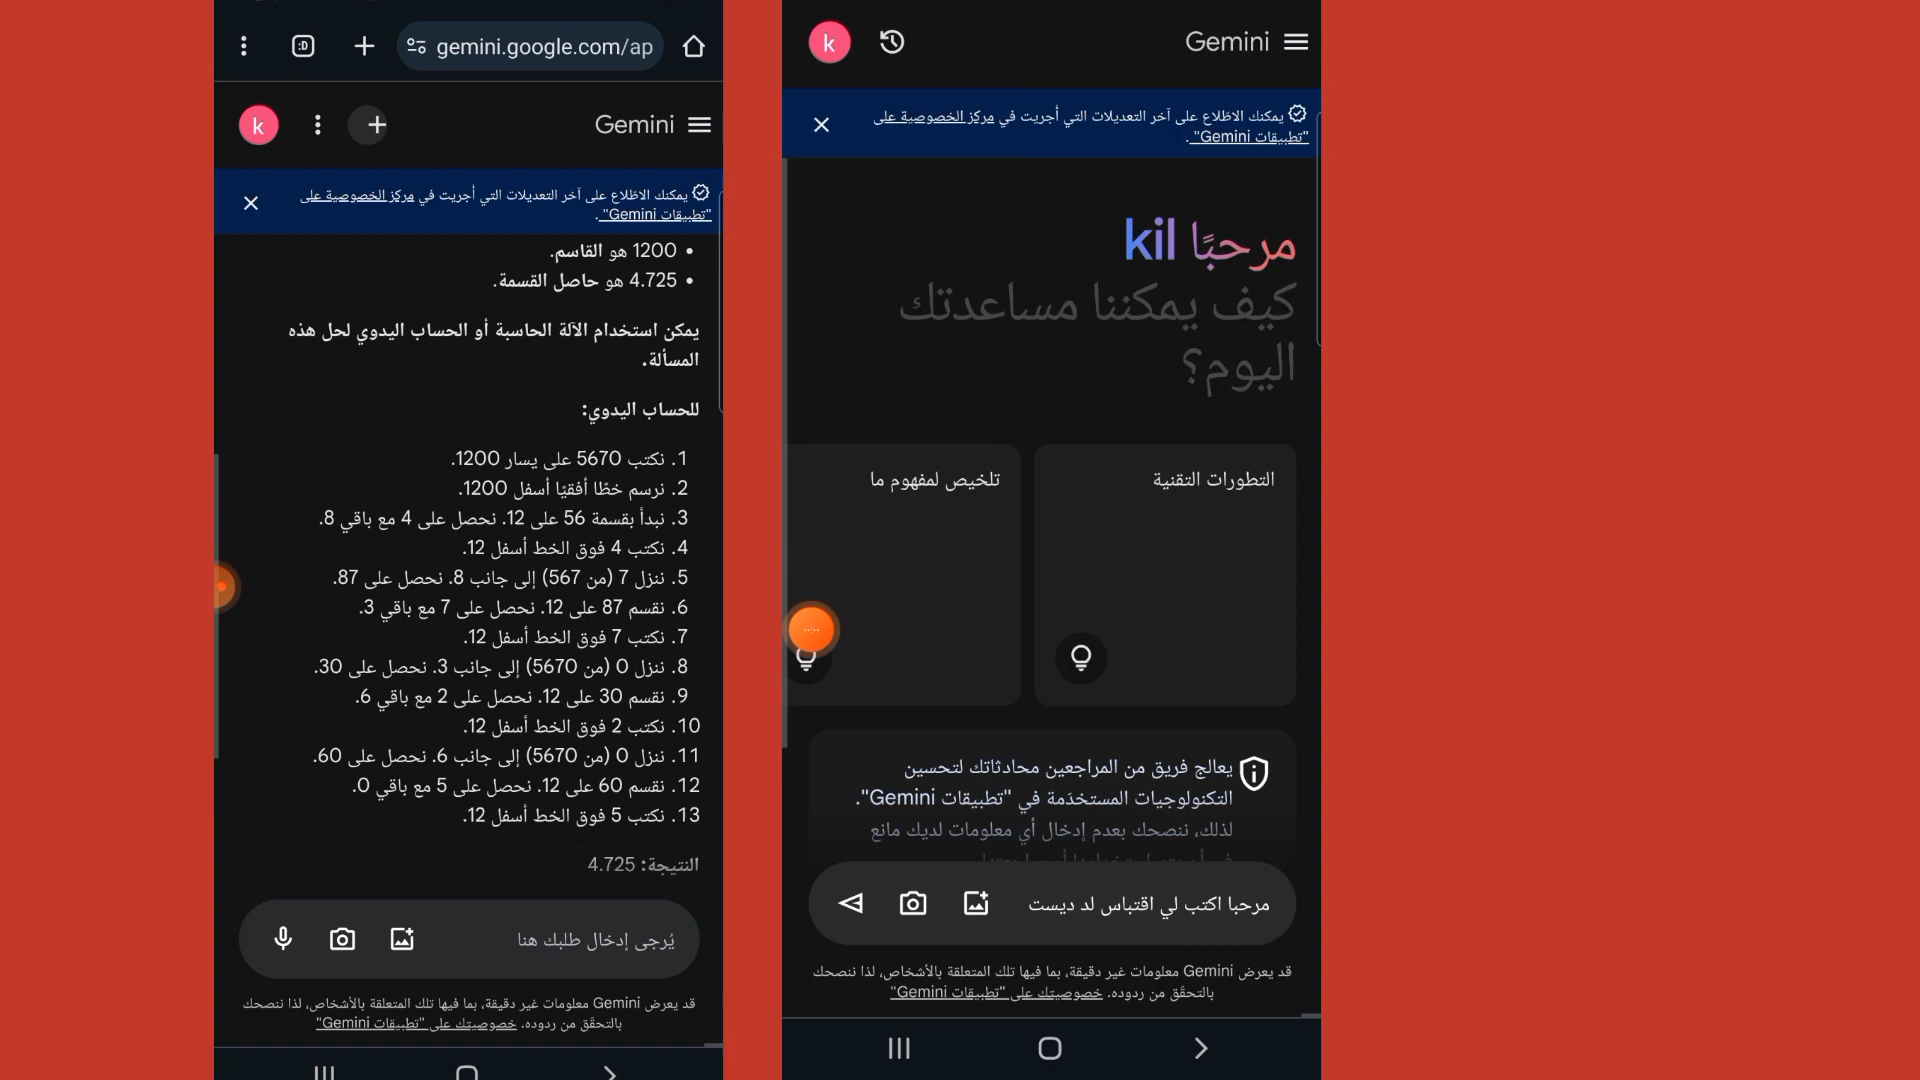 gemini.google.com/ap
:D
k
Gemini
يمكنك الاطّلاع على آخر التعديلات التي أُجريت في مركز الخصوصية على
"تطبيقات Gemini".
• 1200 هو القاسم.
• 4.725 هو حاصل القسمة.
يمكن استخدام الآلة الحاسبة أو الحساب اليدوي لحل هذه
المسألة.
للحساب اليدوي:
1. نكتب 5670 على يسار 1200.
2. نرسم خطًا أفقيًا أسفل 1200.
3. نبدأ بقسمة 56 على 12. نحصل على 4 مع باقي 8.
4. نكتب 4 فوق الخط أسفل 12.
5. ننزل 7 (من 567) إلى جانب 8. نحصل على 87.
6. نقسم 87 على 12. نحصل على 7 مع باقي 3.
7. نكتب 7 فوق الخط أسفل 12.
8. ننزل 0 (من 5670) إلى جانب 3. نحصل على 30.
9. نقسم 30 على 12. نحصل على 2 مع باقي 6.
10. نكتب 2 فوق الخط أسفل 12.
11. ننزل 0 (من 5670) إلى جانب 6. نحصل على 60.
12. نقسم 60 على 12. نحصل على 5 مع باقي 0.
13. نكتب 5 فوق الخط أسفل 12.
النتيجة: 4.725
يُرجى إدخال طلبك هنا
قد يعرض Gemini معلومات غير دقيقة، بما فيها تلك المتعلقة بالأشخاص، لذا ننصحك
بالتحقّق من ردوده. خصوصيتك على "تطبيقات Gemini"
k
Gemini
يمكنك الاطّلاع على آخر التعديلات التي أُجريت في مركز الخصوصية على
"تطبيقات Gemini".
مرحبًا kil
كيف يمكننا مساعدتك
اليوم؟
التطورات التقنية
تلخيص لمفهوم ما
يعالج فريق من المراجعين محادثاتك لتحسين
التكنولوجيات المستخدَمة في "تطبيقات Gemini".
لذلك، ننصحك بعدم إدخال أي معلومات لديك مانع
مرحبا اكتب لي اقتباس لد ديست
قد يعرض Gemini معلومات غير دقيقة، بما فيها تلك المتعلقة بالأشخاص، لذا ننصحك
بالتحقّق من ردوده. خصوصيتك على "تطبيقات Gemini"